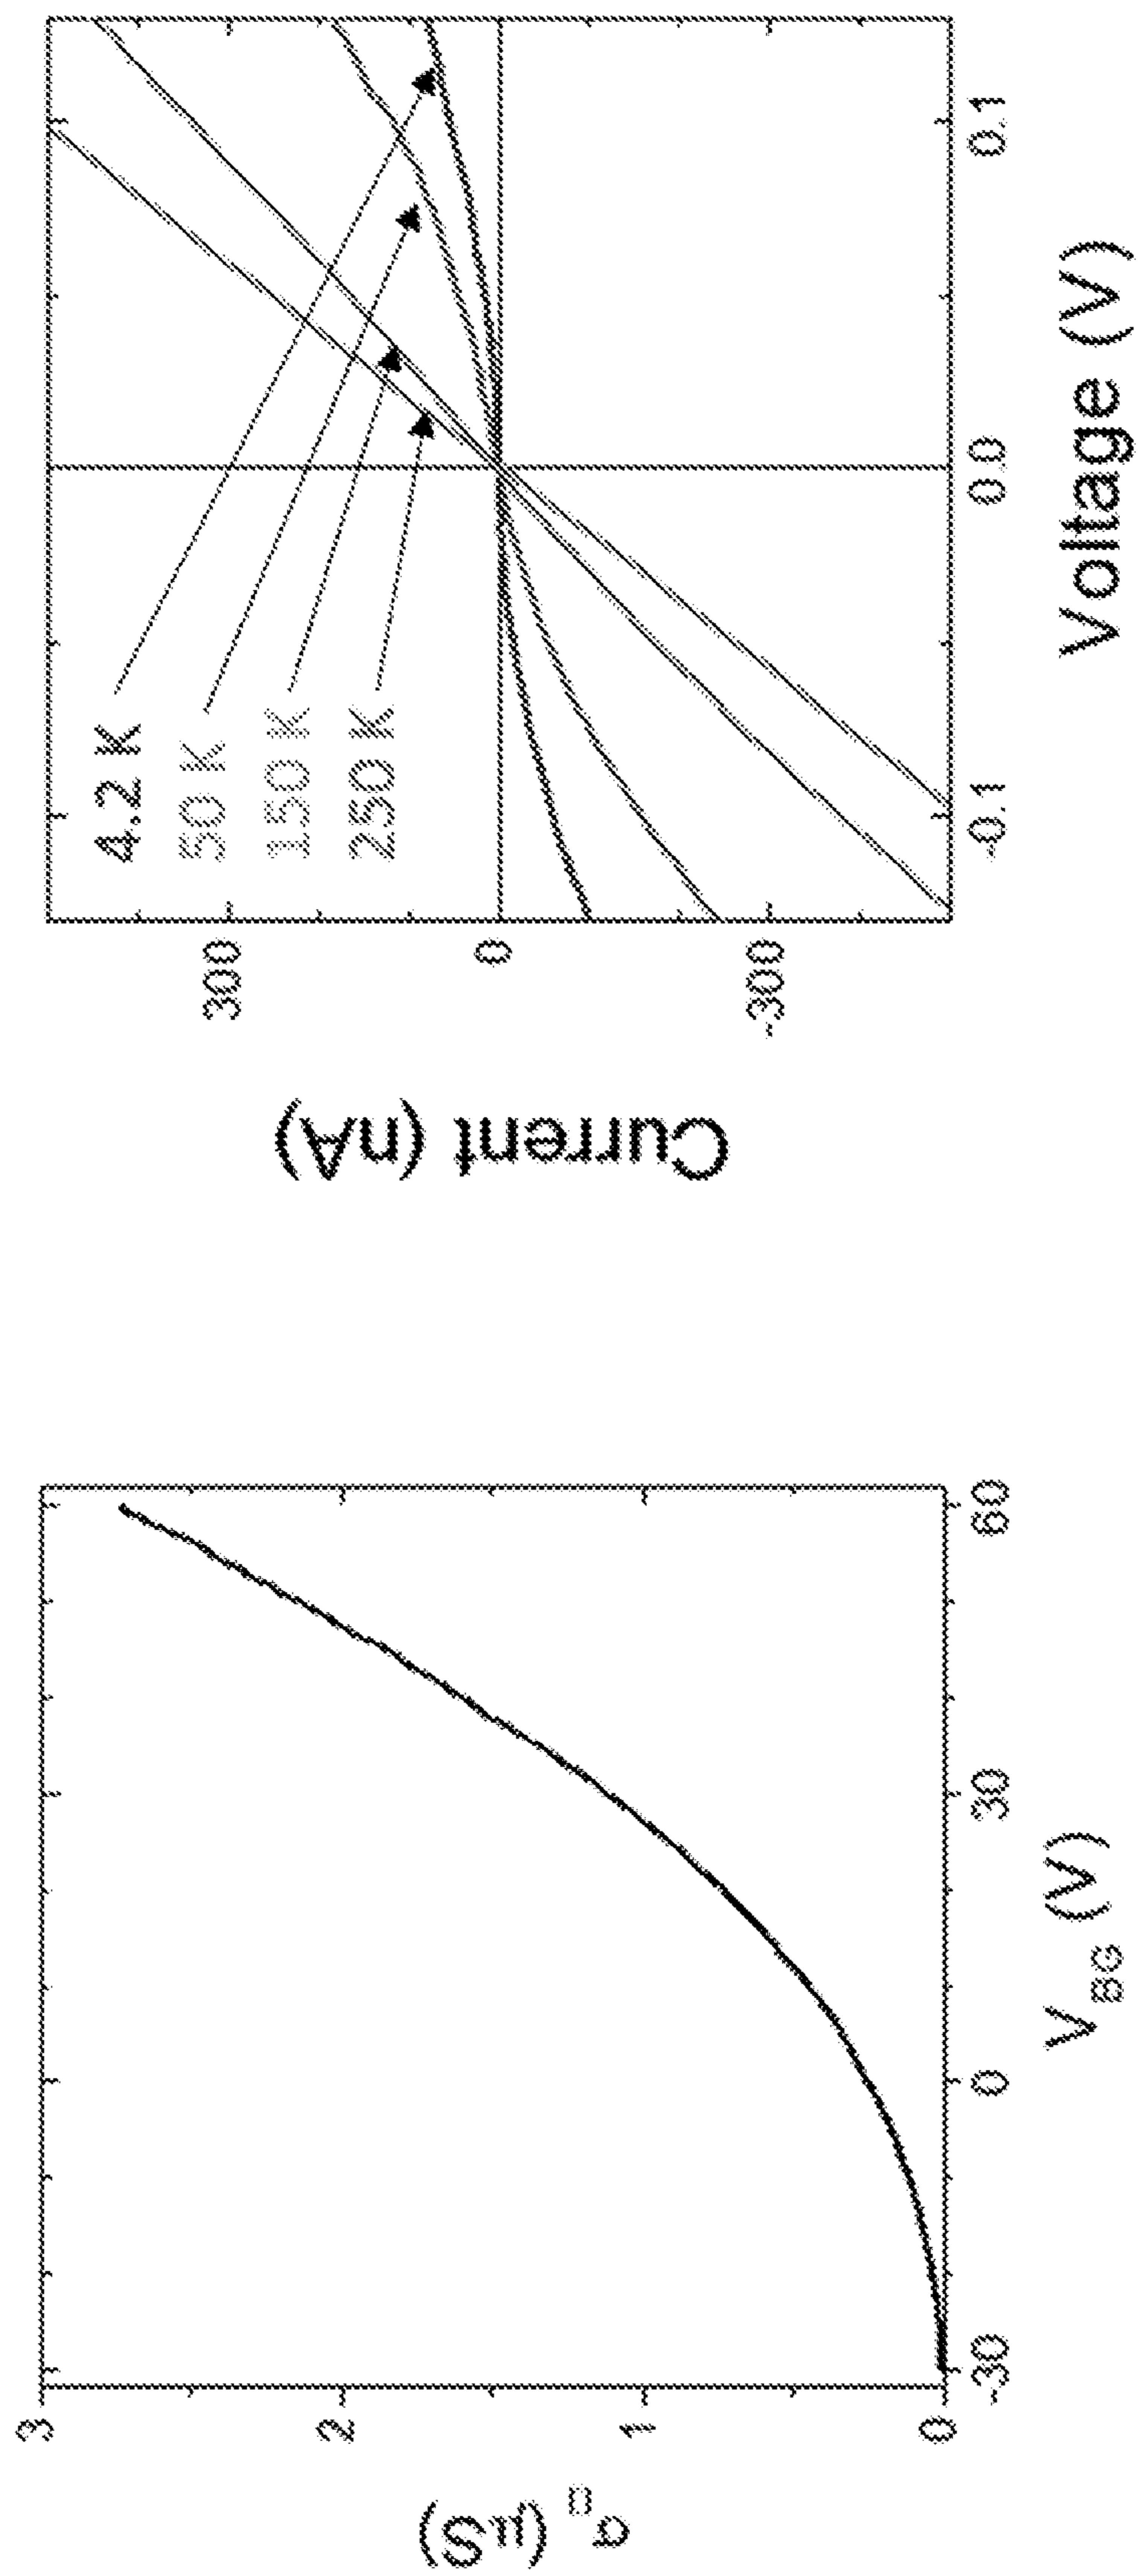 3
2
1
0
σ□ (μS)
-30
0
30
60
V_BG (V)
4.2 K
50 K
150 K
250 K
300
0
-300
Current (nA)
-0.1
0.0
0.1
Voltage (V)